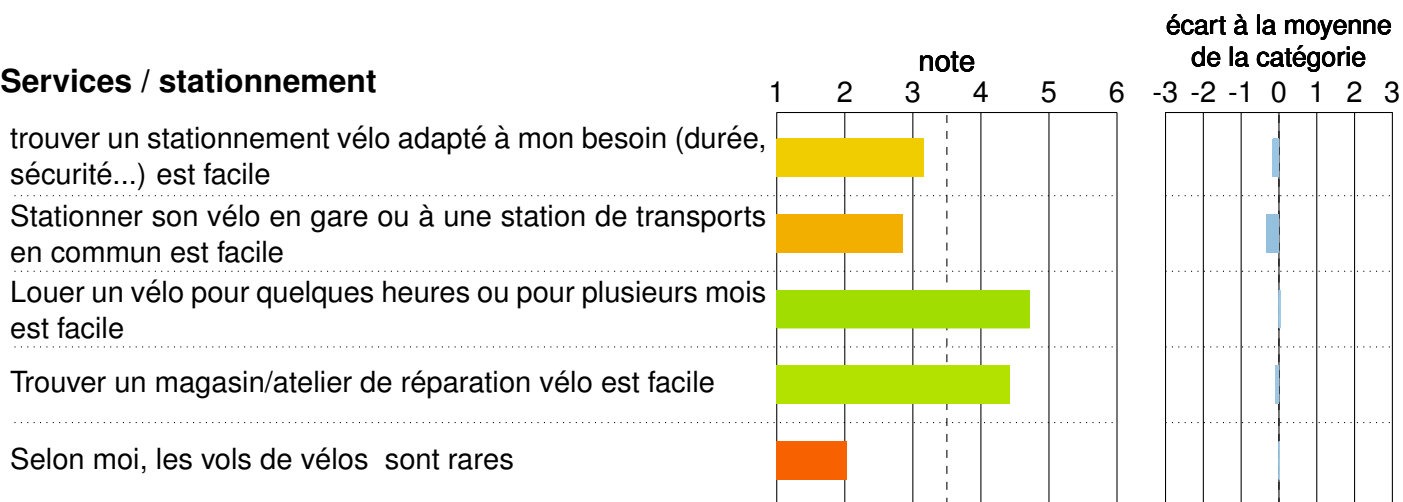 écart à la moyenne
note de la catégorie
Services / stationnement
1 2 3 4 5 6 -3 -2 -1 0 1 2 3
trouver un stationnement vélo adapté à mon besoin (durée,
sécurité...) est facile
Stationner son vélo en gare ou à une station de transports
en commun est facile
Louer un vélo pour quelques heures ou pour plusieurs mois
est facile
Trouver un magasin/atelier de réparation vélo est facile
Selon moi, les vols de vélos sont rares